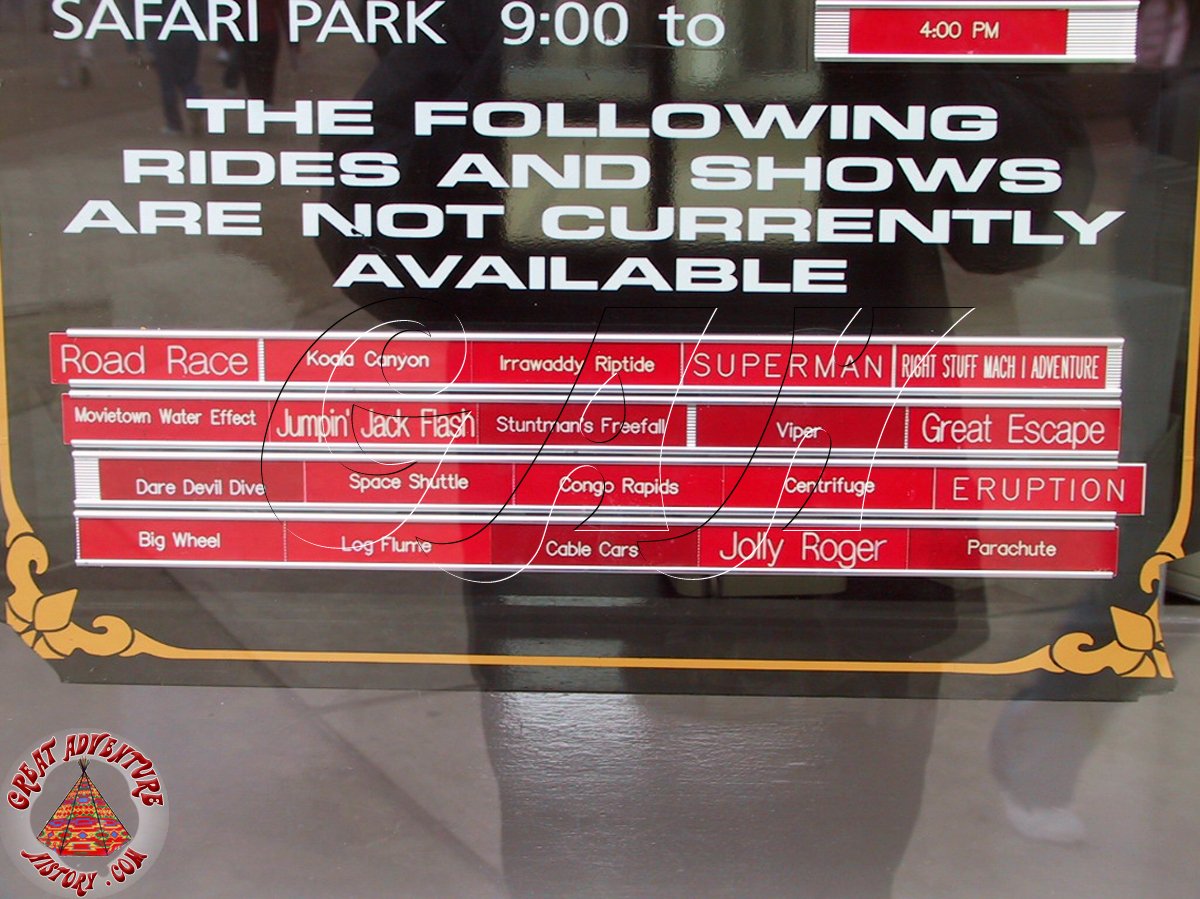 SAFARI PARK 9:00 to 4:00 PM
THE FOLLOWING
RIDES AND SHOWS
ARE NOT CURRENTLY
AVAILABLE
Road Race Koala Canyon Irrawaddy Riptide SUPERMAN RIGHT STUFF MACH I ADVENTURE
Movietown Water Effect Jumpin' Jack Flash Stuntman's Freefall Viper Great Escape
Dare Devil Dive Space Shuttle Congo Rapids Centrifuge ERUPTION
Big Wheel Log Flume Cable Cars Jolly Roger Parachute
GAH
GREAT ADVENTURE
HISTORY.COM